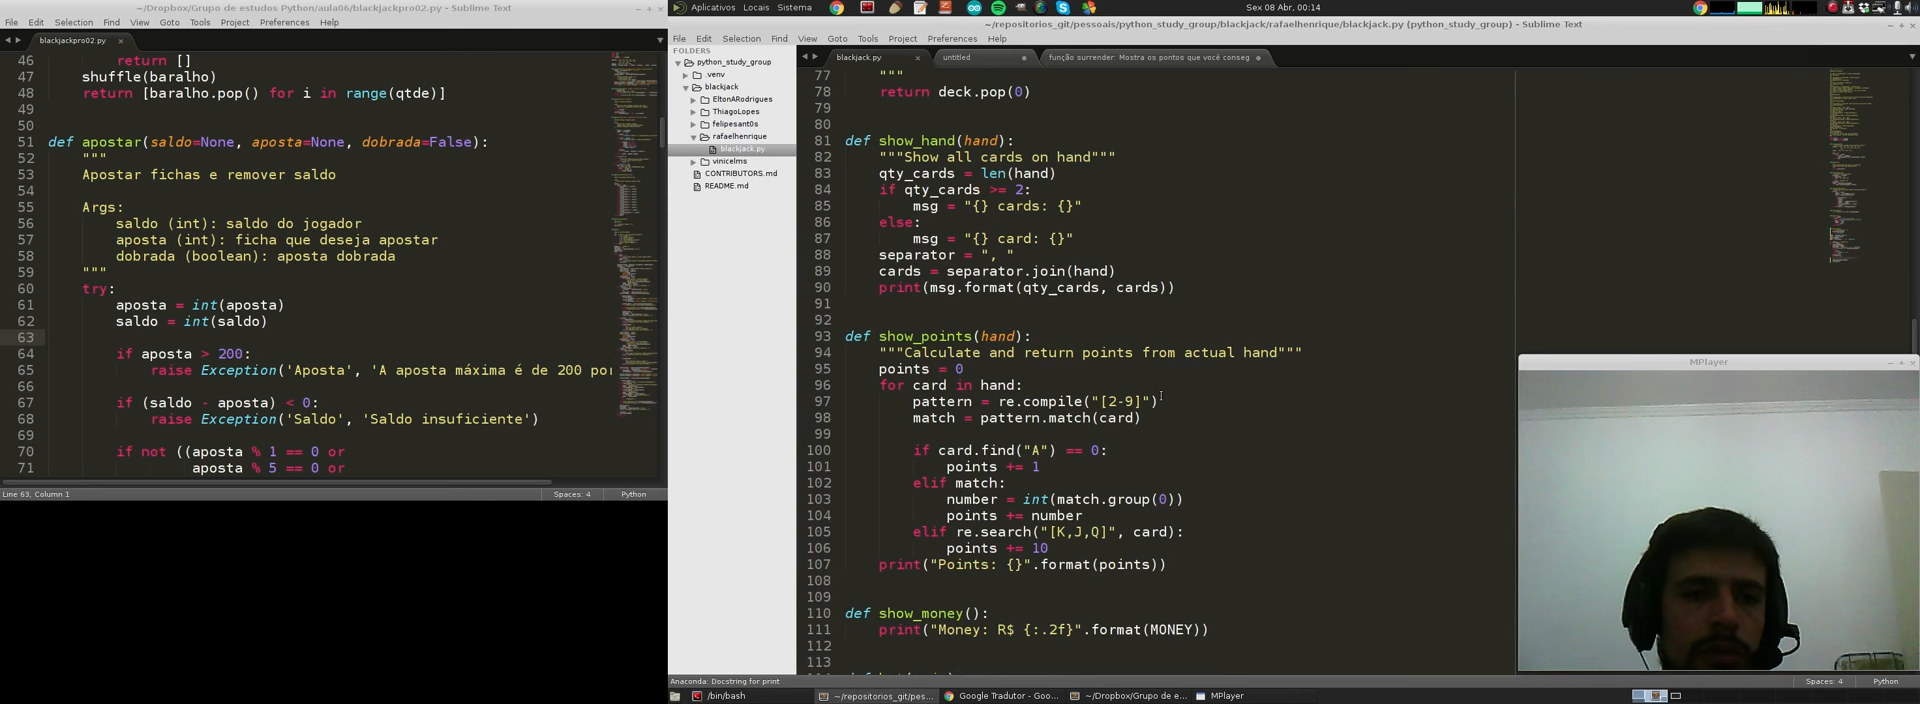 ~/Dropbox/Grupo de estudos Python/aula06/blackjackpro02.py - Sublime Text
File Edit Selection Find View Goto Tools Project Preferences Help
blackjackpro02.py
46 return []
47 shuffle(baralho)
48 return [baralho.pop() for i in range(qtde)]
49
50
51 def apostar(saldo=None, aposta=None, dobrada=False):
52 """
53 Apostar fichas e remover saldo
54
55 Args:
56 saldo (int): saldo do jogador
57 aposta (int): ficha que deseja apostar
58 dobrada (boolean): aposta dobrada
59 """
60 try:
61 aposta = int(aposta)
62 saldo = int(saldo)
63
64 if aposta > 200:
65 raise Exception('Aposta', 'A aposta máxima é de 200 por
66
67 if (saldo - aposta) < 0:
68 raise Exception('Saldo', 'Saldo insuficiente')
69
70 if not ((aposta % 1 == 0 or
71 aposta % 5 == 0 or
Line 63, Column 1 Spaces: 4 Python
Aplicativos Locais Sistema Sex 08 Abr, 00:14
~/repositorios_git/pessoais/python_study_group/blackjack/rafaelhenrique/blackjack.py (python_study_group) - Sublime Text
File Edit Selection Find View Goto Tools Project Preferences Help
FOLDERS
python_study_group
.venv
blackjack
EltonARodrigues
ThiagoLopes
felipesant0s
rafaelhenrique
blackjack.py
vinicelms
CONTRIBUTORS.md
README.md
blackjack.py untitled função surrender: Mostra os pontos que você conseg
77 """
78 return deck.pop(0)
79
80
81 def show_hand(hand):
82 """Show all cards on hand"""
83 qty_cards = len(hand)
84 if qty_cards >= 2:
85 msg = "{} cards: {}"
86 else:
87 msg = "{} card: {}"
88 separator = ", "
89 cards = separator.join(hand)
90 print(msg.format(qty_cards, cards))
91
92
93 def show_points(hand):
94 """Calculate and return points from actual hand"""
95 points = 0
96 for card in hand:
97 pattern = re.compile("[2-9]")
98 match = pattern.match(card)
99
100 if card.find("A") == 0:
101 points += 1
102 elif match:
103 number = int(match.group(0))
104 points += number
105 elif re.search("[K,J,Q]", card):
106 points += 10
107 print("Points: {}".format(points))
108
109
110 def show_money():
111 print("Money: R$ {:.2f}".format(MONEY))
112
113
Anaconda: Docstring for print Spaces: 4 Python
MPlayer
/bin/bash ~/repositorios_git/pes... Google Tradutor - Goo... ~/Dropbox/Grupo de e... MPlayer